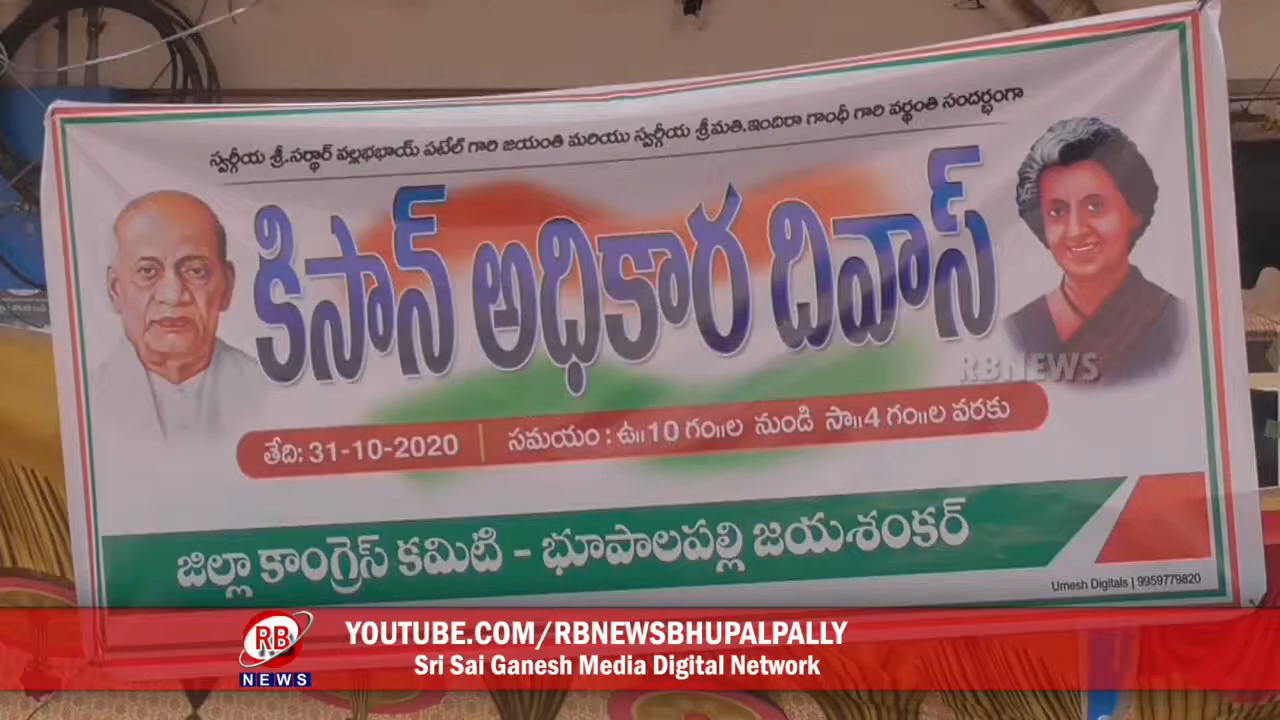 స్వర్గీయ శ్రీ.సర్థార్ వల్లభభాయ్ పటేల్ గారి జయంతి మరియు స్వర్గీయ శ్రీమతి.ఇందిరా గాంధీ గారి వర్థంతి సందర్భంగా
కిసాన్ అధికార దివాస్
RBNEWS
తేది: 31-10-2020 | సమయం : ఉ॥10 గం॥ల నుండి సా॥4 గం॥ల వరకు
జిల్లా కాంగ్రెస్ కమిటి - భూపాలపల్లి జయశంకర్
Umesh Digitals | 9959779820
RB NEWS
YOUTUBE.COM/RBNEWSBHUPALPALLY
Sri Sai Ganesh Media Digital Network